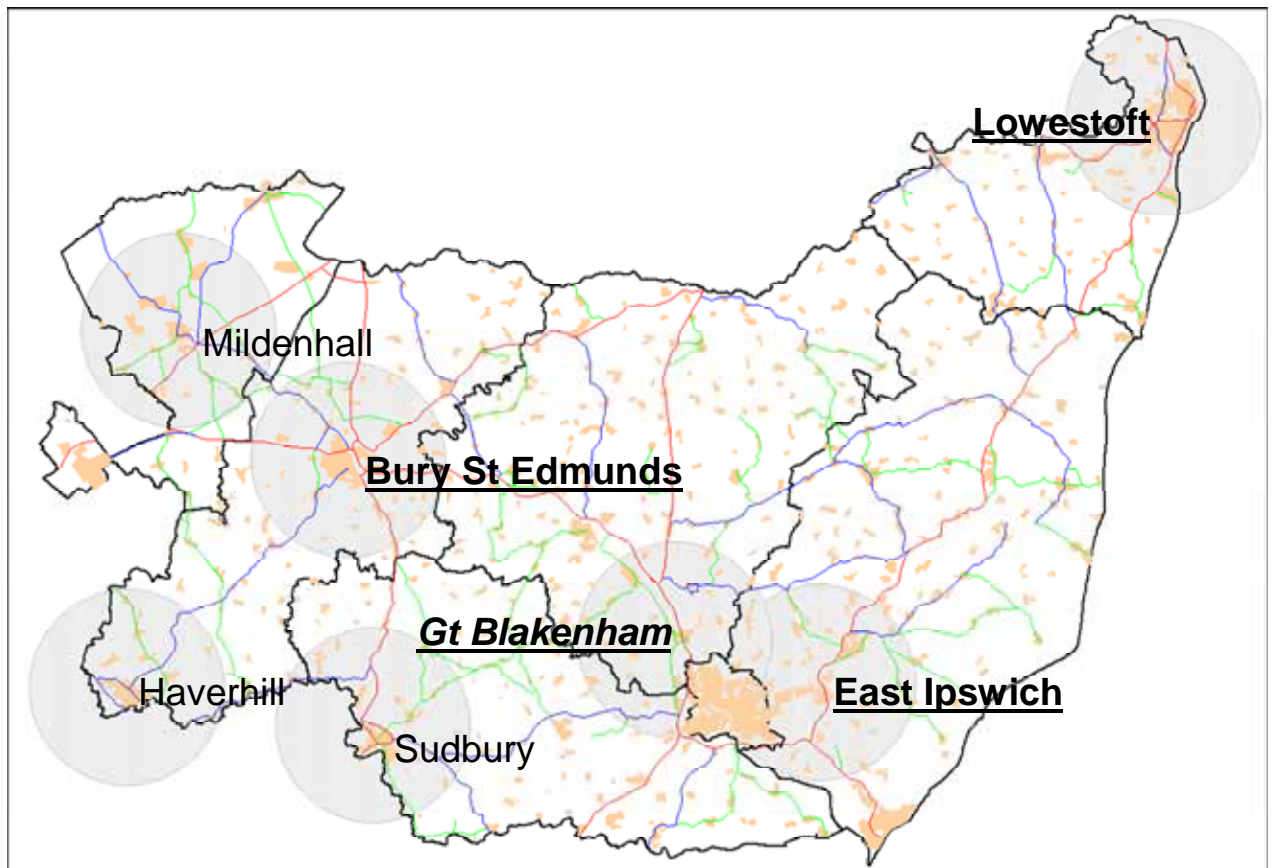 Lowestoft
Mildenhall
Bury St Edmunds
Gt Blakenham
Haverhill
East Ipswich
Sudbury